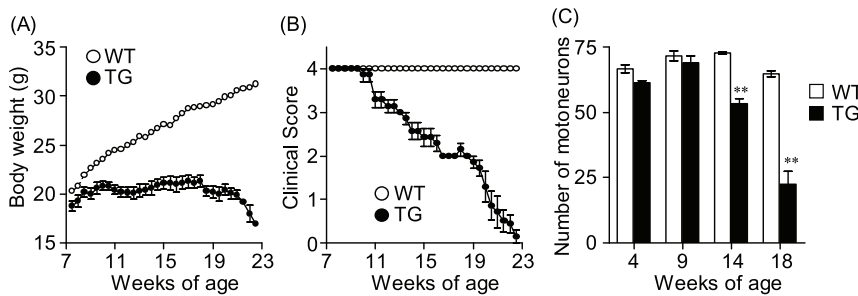 (A)
WT
TG
Body weight (g)
35
30
25
20
15
7 11 15 19 23
Weeks of age
(B)
WT
TG
Clinical Score
4
3
2
1
0
7 11 15 19 23
Weeks of age
(C)
WT
TG
Number of motoneurons
75
50
25
0
**
**
4 9 14 18
Weeks of age